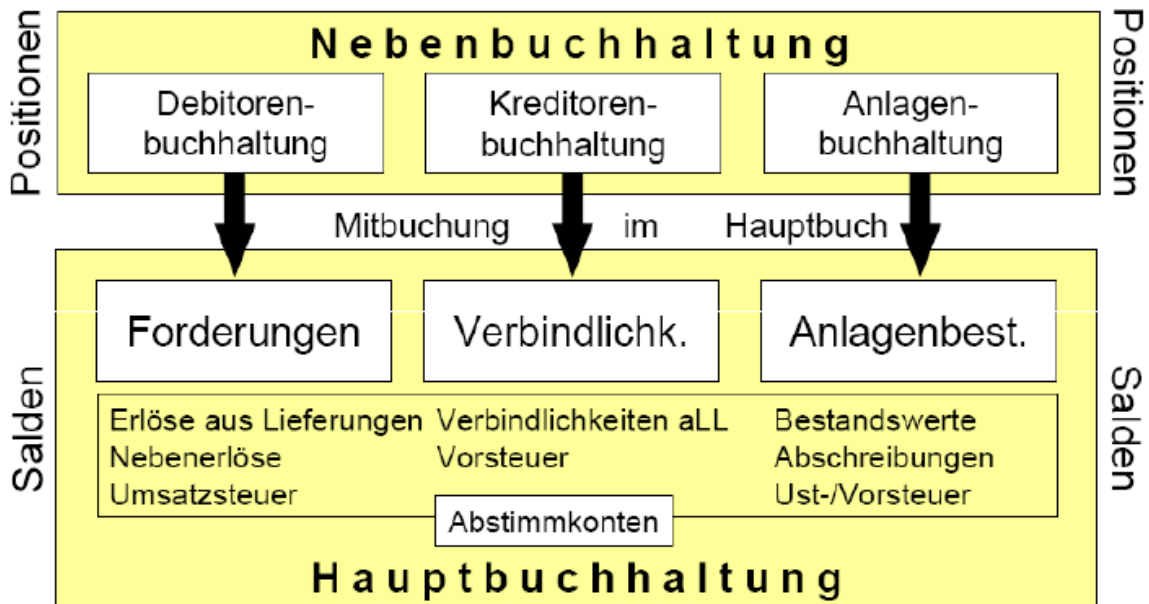 Positionen
Nebenbuchhaltung
Positionen
Debitoren-
buchhaltung
Kreditoren-
buchhaltung
Anlagen-
buchhaltung
Mitbuchung im Hauptbuch
Salden
Forderungen
Verbindlichk.
Anlagenbest.
Salden
Erlöse aus Lieferungen
Nebenerlöse
Umsatzsteuer
Verbindlichkeiten aLL
Vorsteuer
Bestandswerte
Abschreibungen
Ust-/Vorsteuer
Abstimmkonten
Hauptbuchhaltung